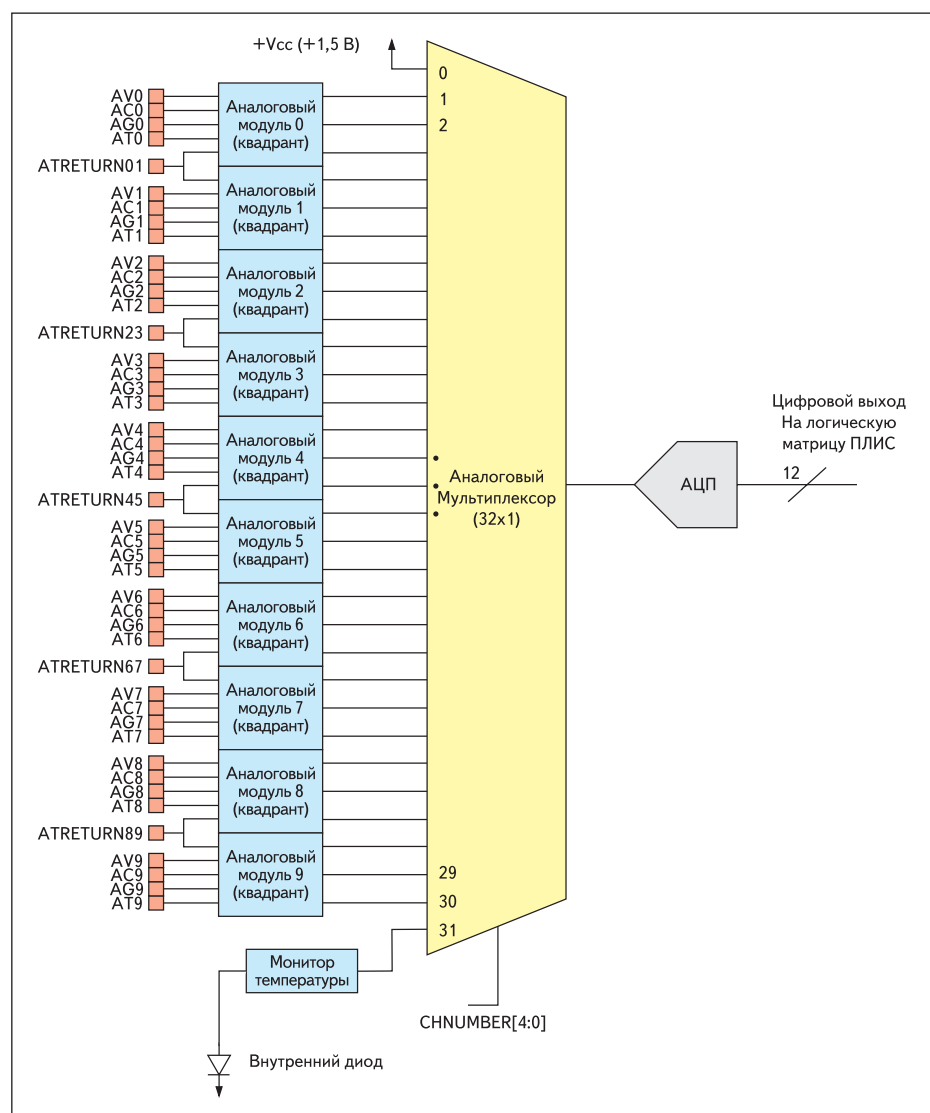 +Vcc (+1,5 В)
0
1
2
AV0
AC0
AG0
AT0
Аналоговый
модуль 0
(квадрант)
ATRETURN01
AV1
AC1
AG1
AT1
Аналоговый
модуль 1
(квадрант)
AV2
AC2
AG2
AT2
Аналоговый
модуль 2
(квадрант)
ATRETURN23
AV3
AC3
AG3
AT3
Аналоговый
модуль 3
(квадрант)
AV4
AC4
AG4
AT4
Аналоговый
модуль 4
(квадрант)
ATRETURN45
AV5
AC5
AG5
AT5
Аналоговый
модуль 5
(квадрант)
AV6
AC6
AG6
AT6
Аналоговый
модуль 6
(квадрант)
ATRETURN67
AV7
AC7
AG7
AT7
Аналоговый
модуль 7
(квадрант)
AV8
AC8
AG8
AT8
Аналоговый
модуль 8
(квадрант)
ATRETURN89
AV9
AC9
AG9
AT9
Аналоговый
модуль 9
(квадрант)
Аналоговый
Мультиплексор
(32x1)
АЦП
Цифровой выход
На логическую
матрицу ПЛИС
12
29
30
31
Монитор
температуры
CHNUMBER[4:0]
Внутренний диод